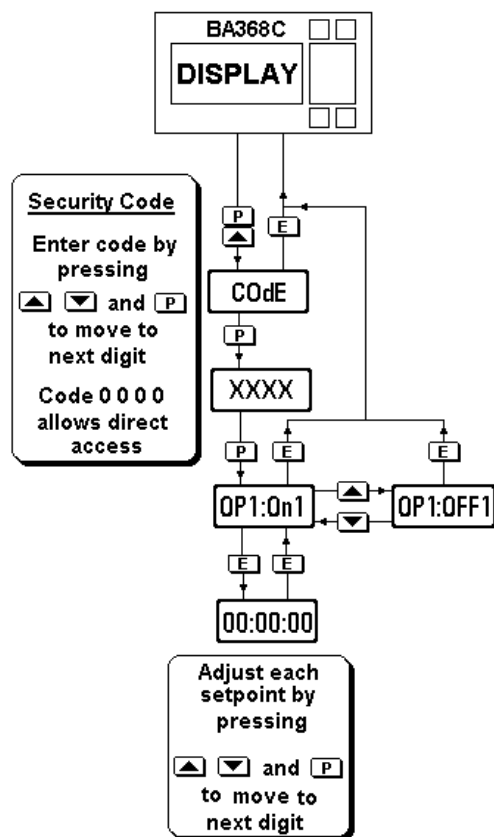 BA368C
DISPLAY
Security Code
Enter code by
pressing
and P
to move to
next digit
Code 0 0 0 0
allows direct
access
P
E
COdE
P
XXXX
P
E
E
OP1:On1
OP1:OFF1
E
E
00:00:00
Adjust each
setpoint by
pressing
and P
to move to
next digit